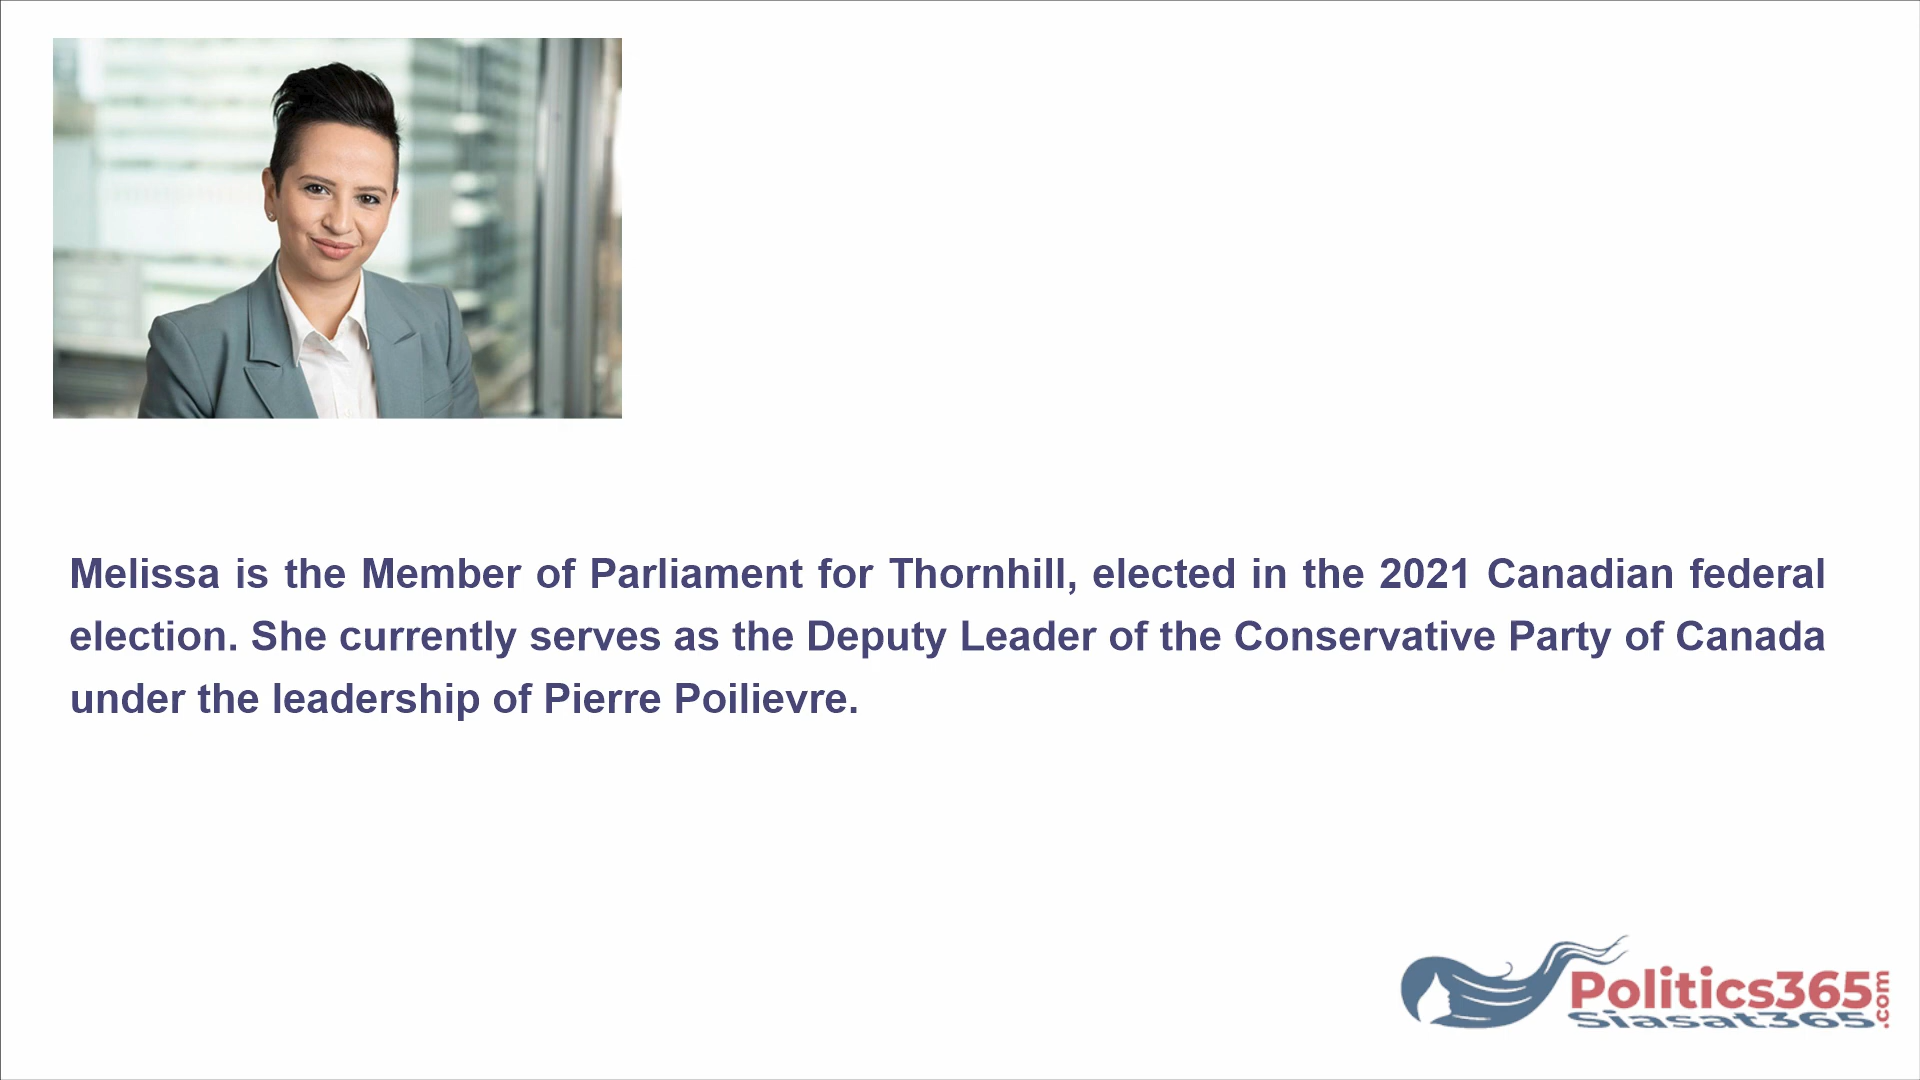 Melissa is the Member of Parliament for Thornhill, elected in the 2021 Canadian federal
election. She currently serves as the Deputy Leader of the Conservative Party of Canada
under the leadership of Pierre Poilievre.
Politics365
Siasat365
.com